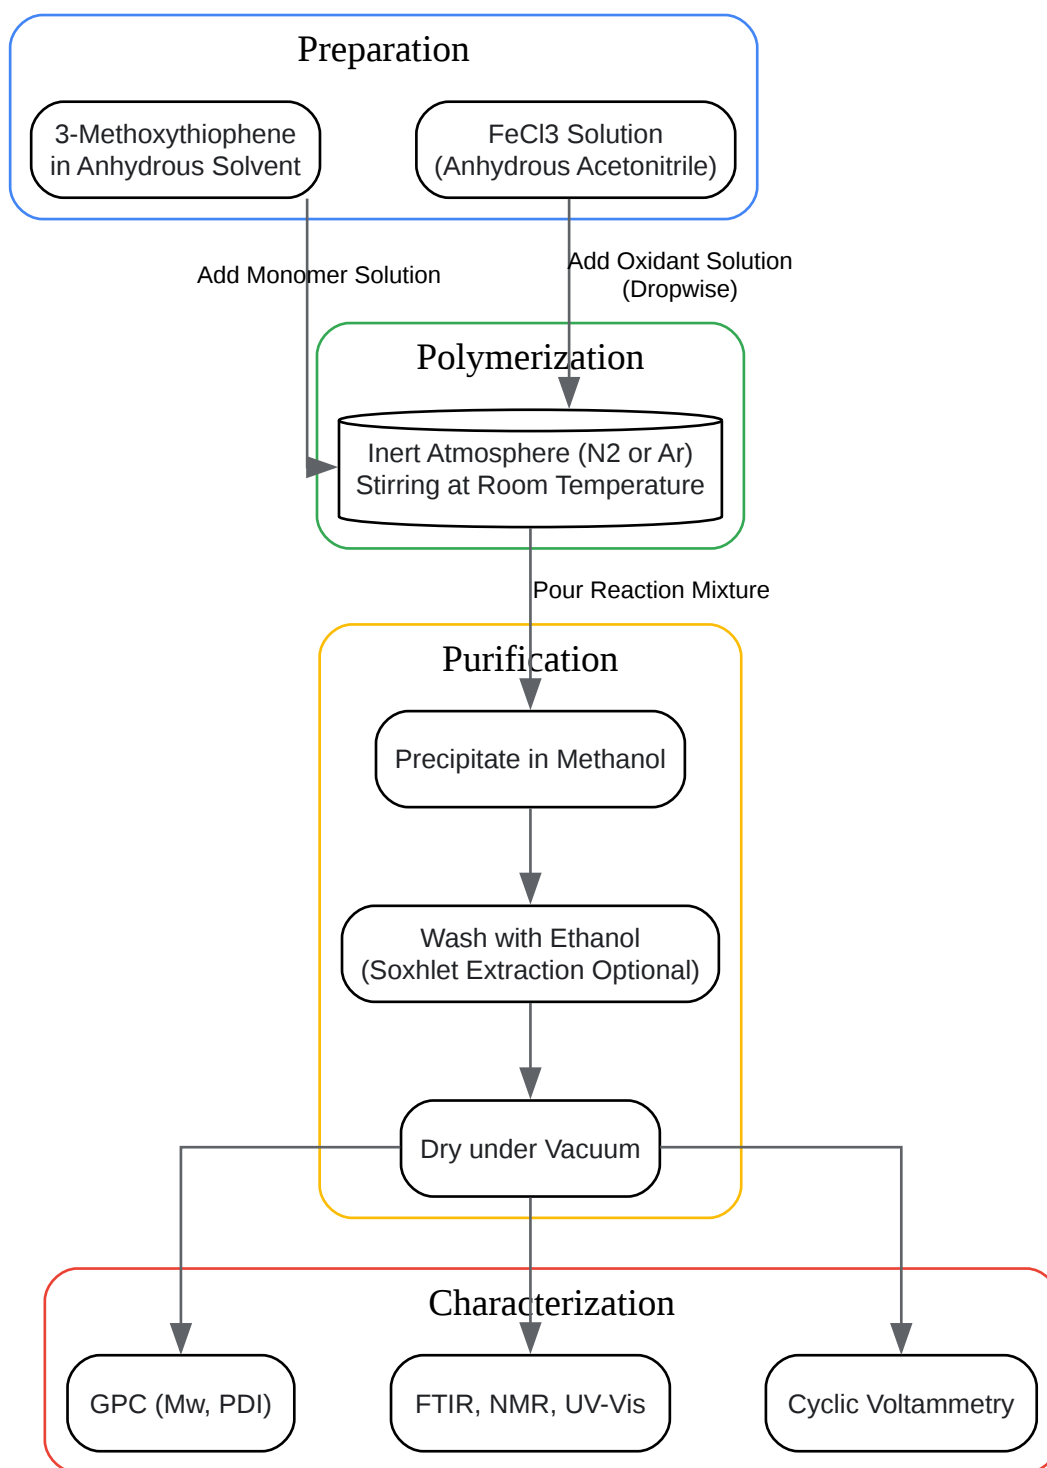 Preparation
3-Methoxythiophene
in Anhydrous Solvent
FeCl3 Solution
(Anhydrous Acetonitrile)
Add Monomer Solution
Add Oxidant Solution
(Dropwise)
Polymerization
Inert Atmosphere (N2 or Ar)
Stirring at Room Temperature
Pour Reaction Mixture
Purification
Precipitate in Methanol
Wash with Ethanol
(Soxhlet Extraction Optional)
Dry under Vacuum
Characterization
GPC (Mw, PDI)
FTIR, NMR, UV-Vis
Cyclic Voltammetry